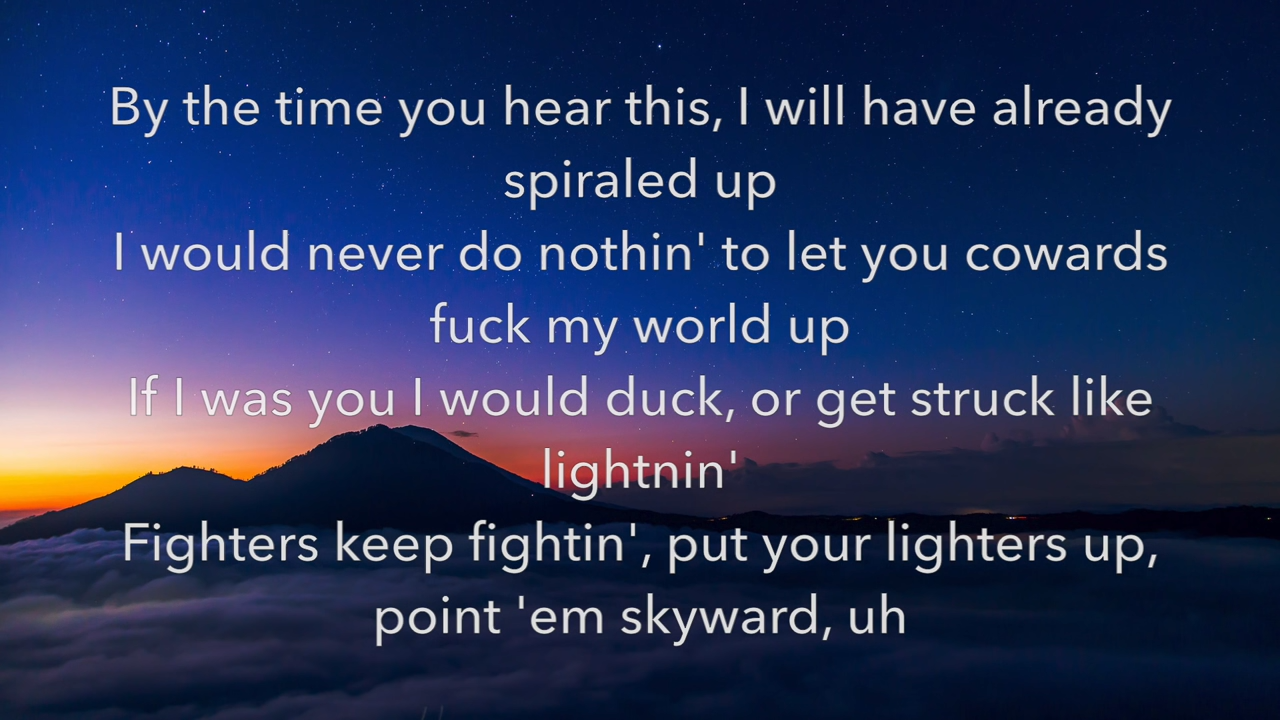 By the time you hear this, I will have already
spiraled up
I would never do nothin' to let you cowards
fuck my world up
If I was you I would duck, or get struck like
lightnin'
Fighters keep fightin', put your lighters up,
point 'em skyward, uh